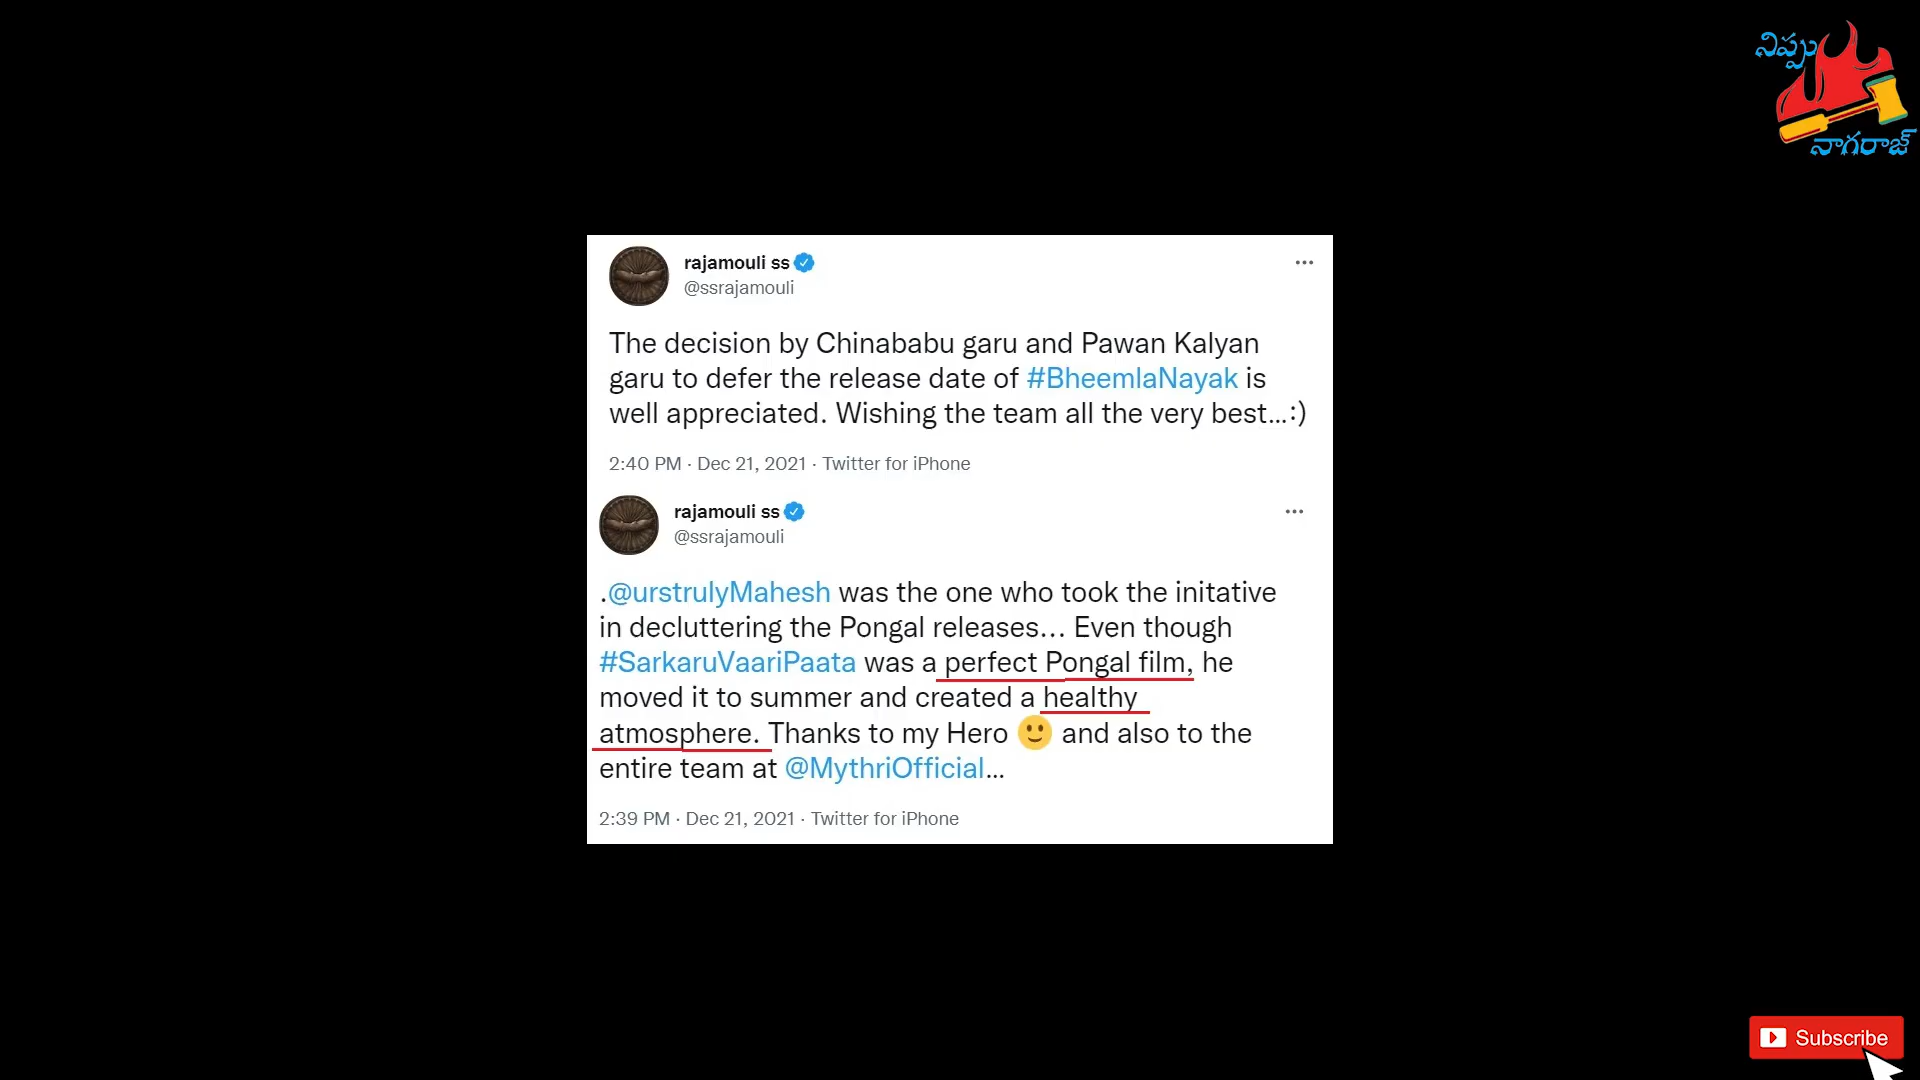 నిప్పు
నాగరాజ్
rajamouli ss
@ssrajamouli
The decision by Chinababu garu and Pawan Kalyan
garu to defer the release date of #BheemlaNayak is
well appreciated. Wishing the team all the very best...:)
2:40 PM · Dec 21, 2021 · Twitter for iPhone
rajamouli ss
@ssrajamouli
.@urstrulyMahesh was the one who took the initative
in decluttering the Pongal releases... Even though
#SarkaruVaariPaata was a perfect Pongal film, he
moved it to summer and created a healthy
atmosphere. Thanks to my Hero 🙂 and also to the
entire team at @MythriOfficial...
2:39 PM · Dec 21, 2021 · Twitter for iPhone
Subscribe